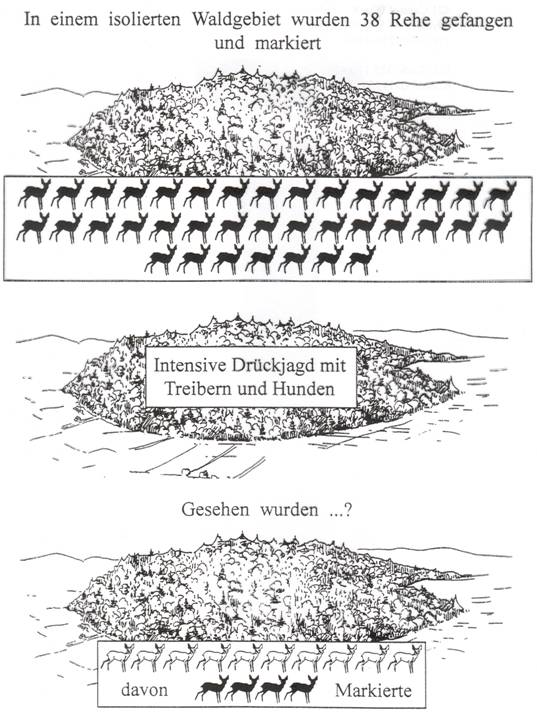 In einem isolierten Waldgebiet wurden 38 Rehe gefangen
und markiert
Intensive Drückjagd mit
Treibern und Hunden
Gesehen wurden ...?
davon Markierte